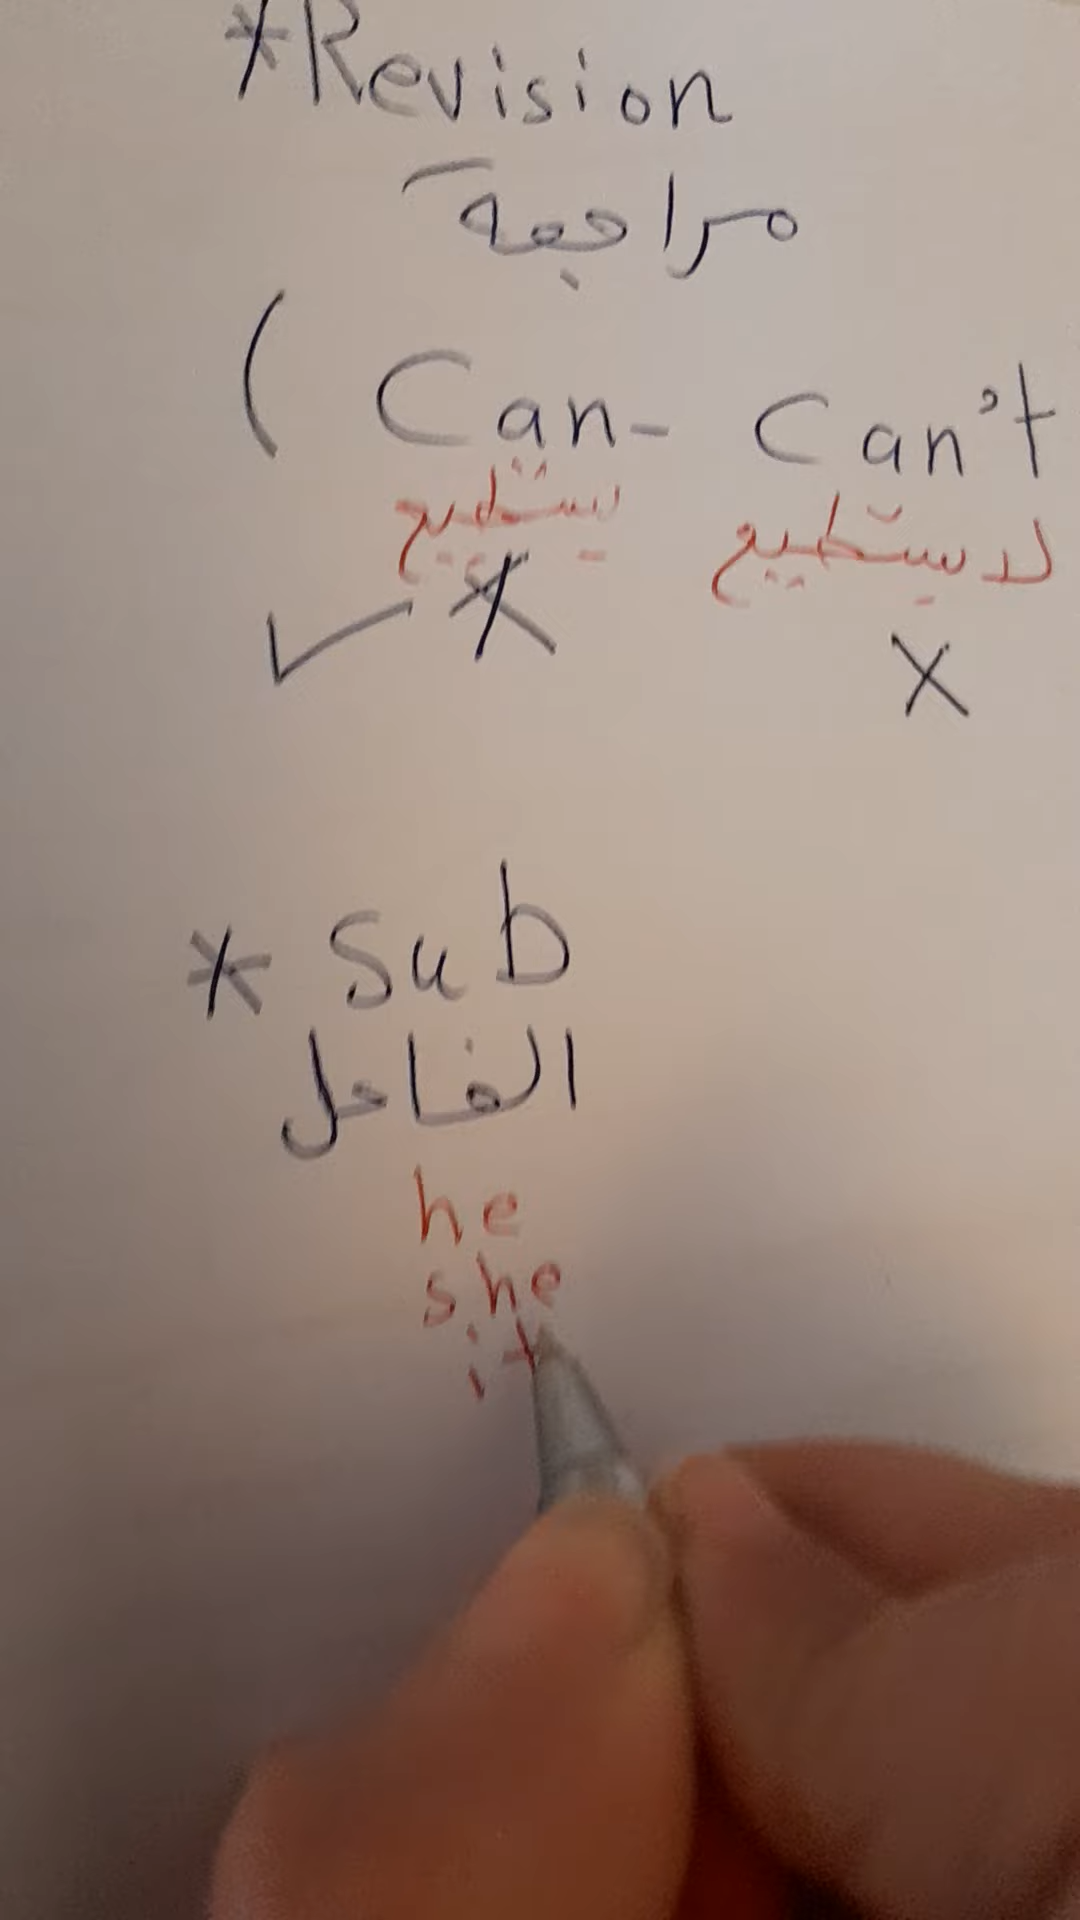 *Revision
مراجعة
( Can - Can't
يستطيع لا يستطيع
✓ X X
* Sub
الفاعل
he
she
it